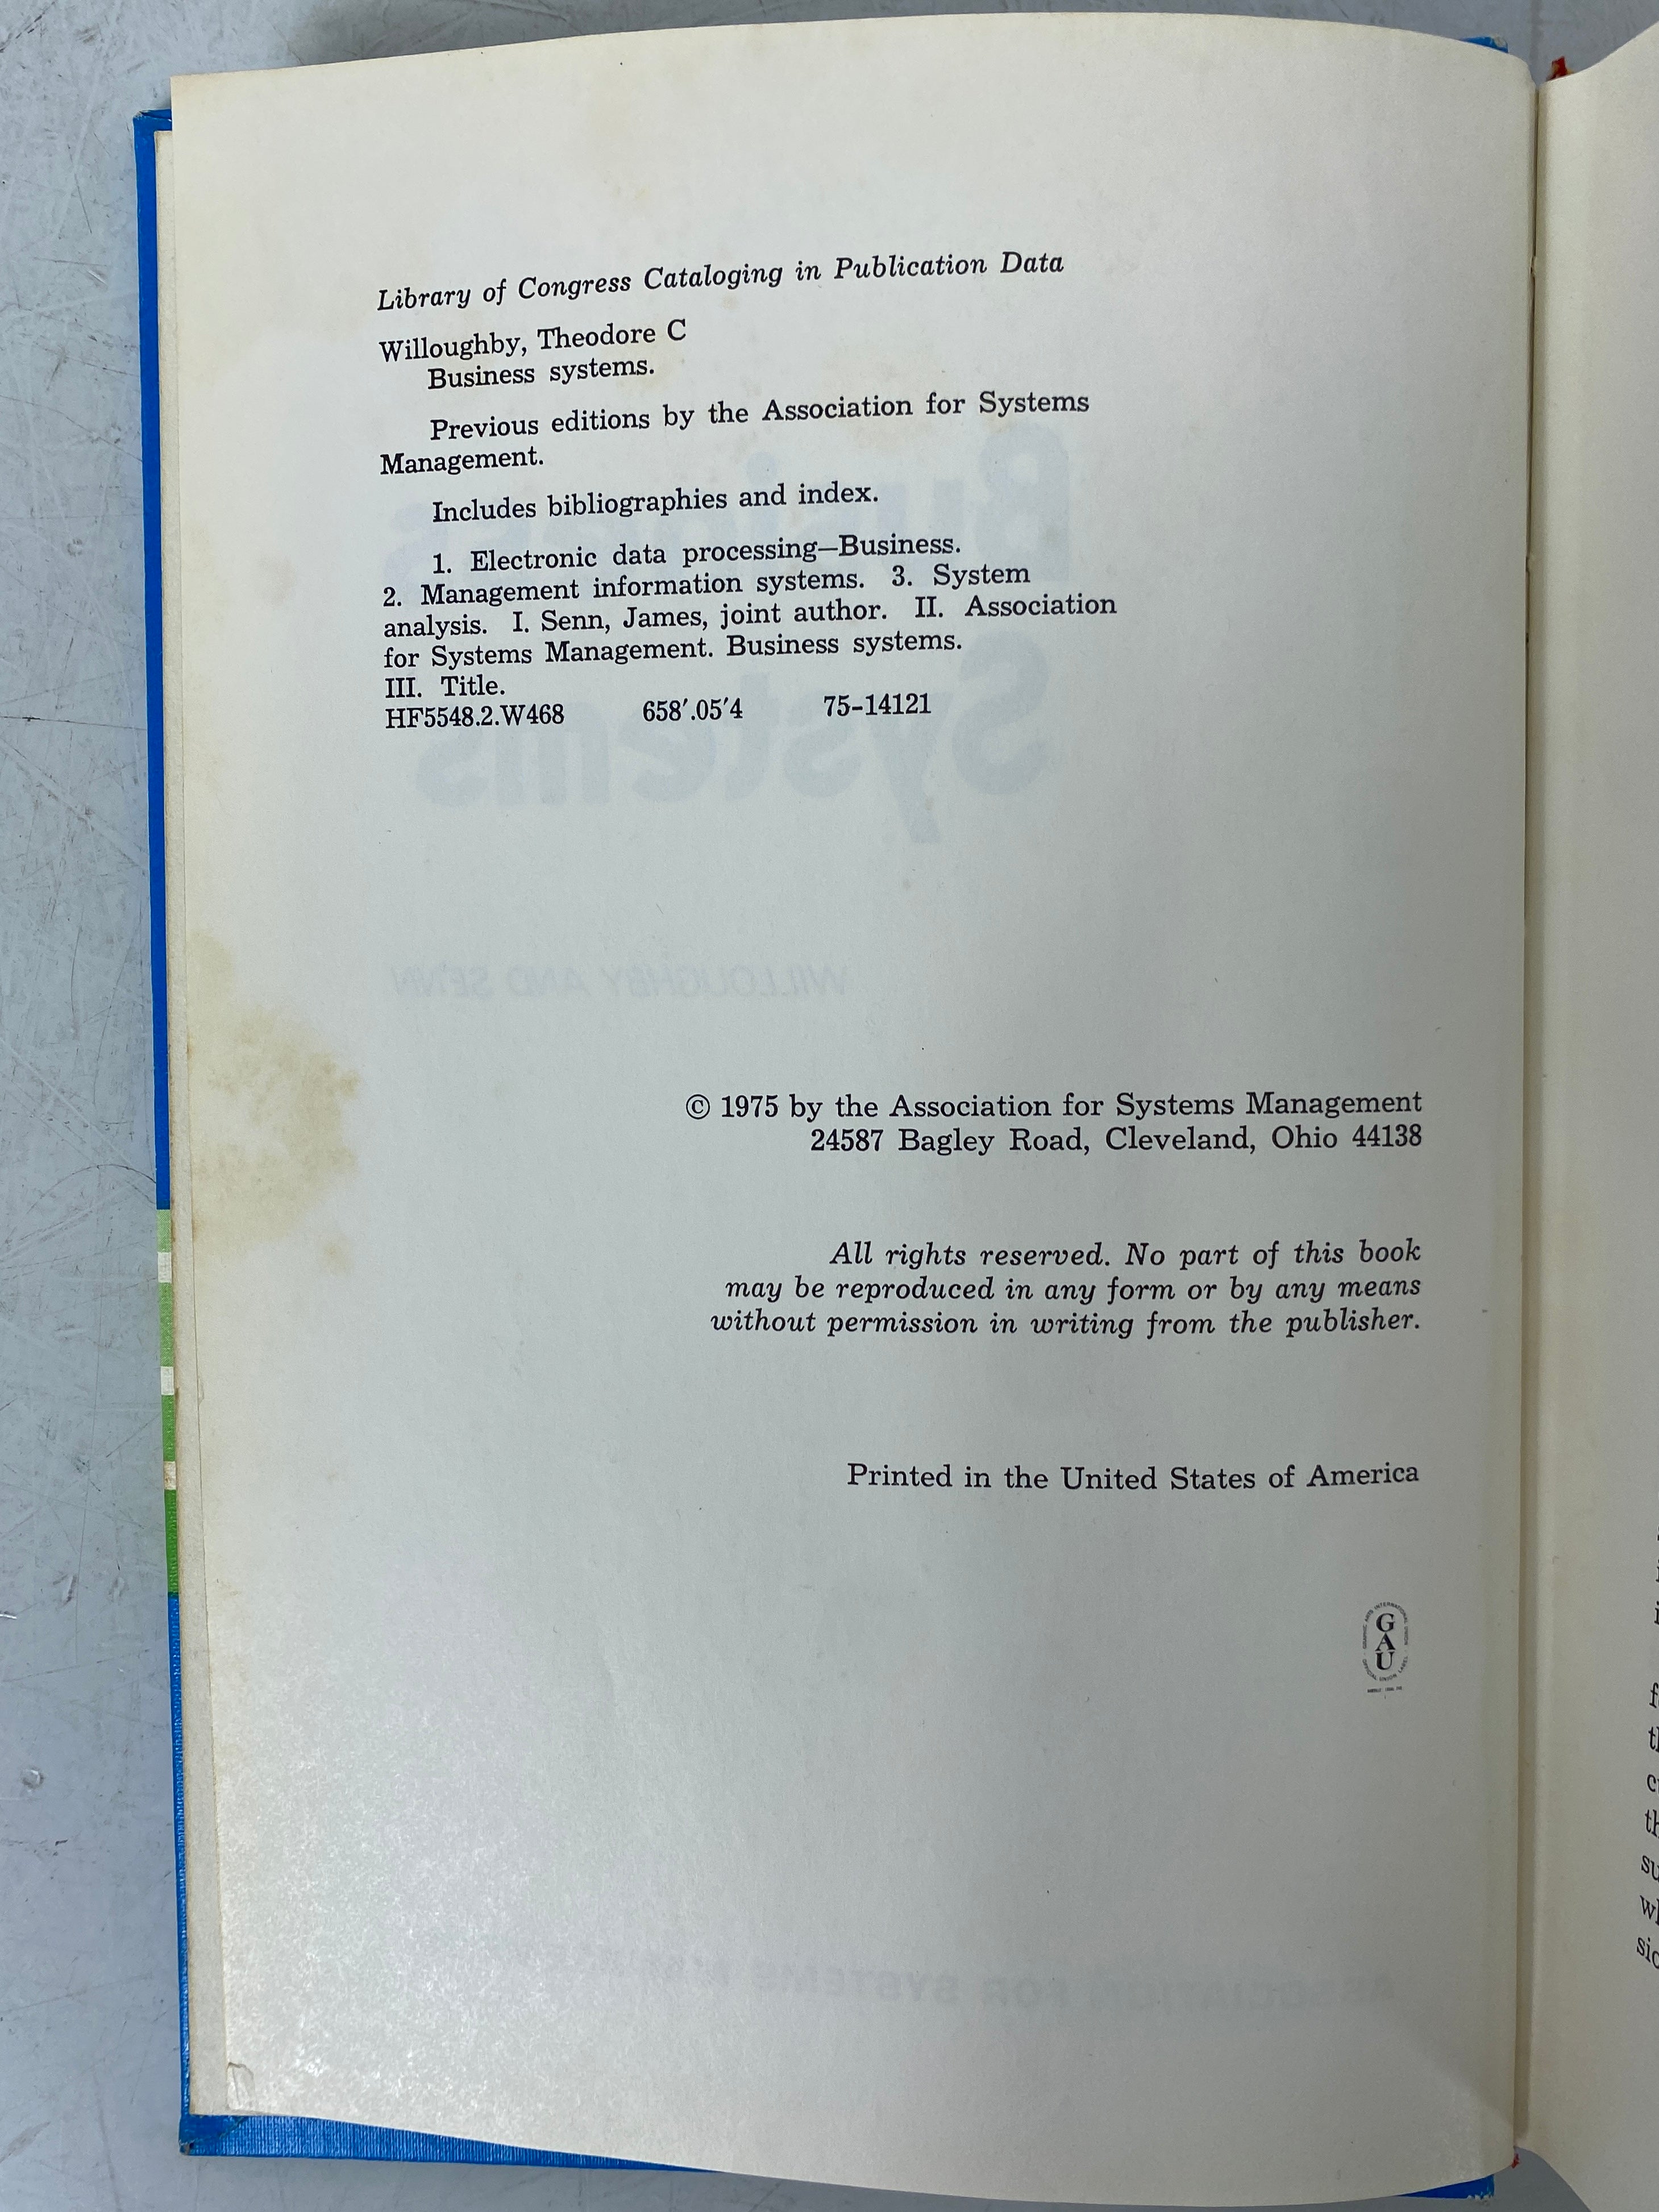 Library of Congress Cataloging in Publication Data
Willoughby, Theodore C
Business systems.
Previous editions by the Association for Systems
Management.
Includes bibliographies and index.
1. Electronic data processing—Business.
2. Management information systems. 3. System
analysis. I. Senn, James, joint author. II. Association
for Systems Management. Business systems.
III. Title.
HF5548.2.W468 658′.05′4 75-14121
© 1975 by the Association for Systems Management
24587 Bagley Road, Cleveland, Ohio 44138
All rights reserved. No part of this book
may be reproduced in any form or by any means
without permission in writing from the publisher.
Printed in the United States of America
G
A
U